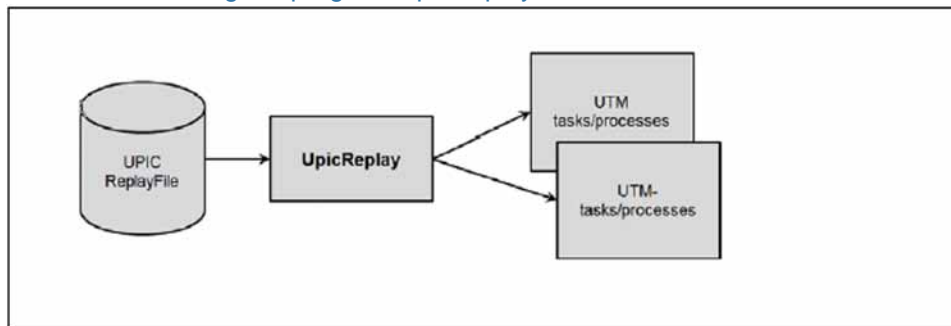 UPIC
ReplayFile
UpicReplay
UTM
tasks/processes
UTM-
tasks/processes